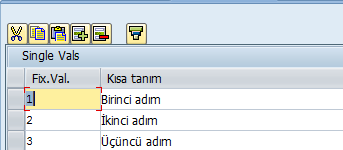 Single Vals
Fix.Val. Kısa tanım
1 Birinci adım
2 İkinci adım
3 Üçüncü adım